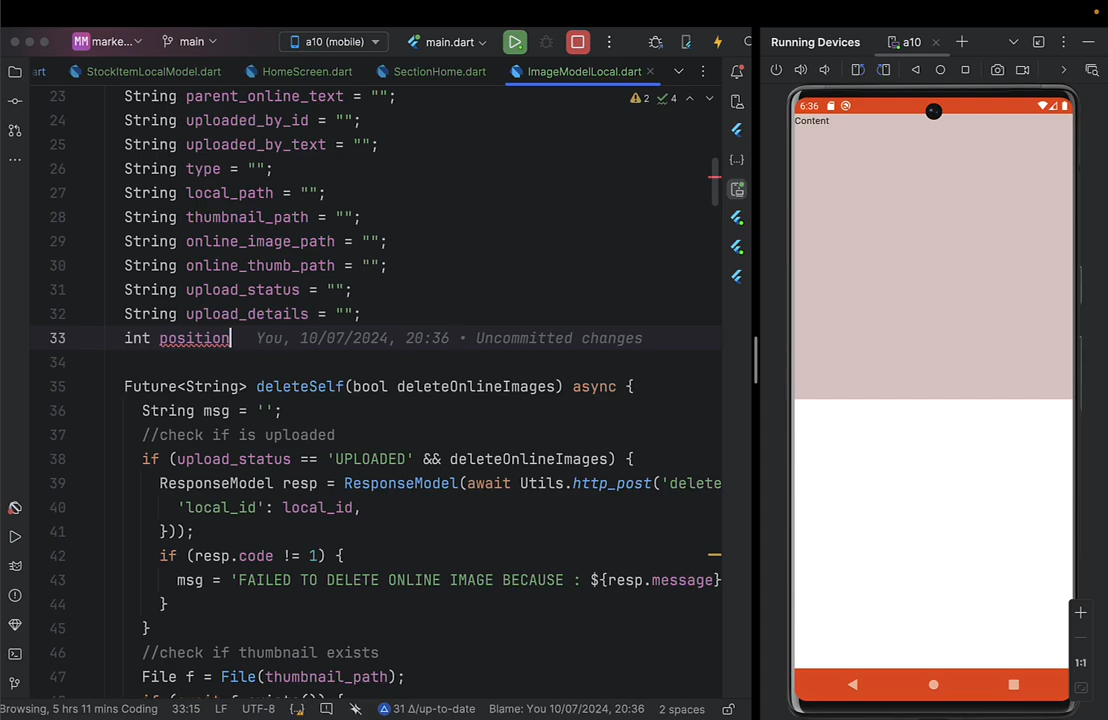 MM marke...
main
a10 (mobile)
main.dart
Running Devices
a10
art
StockItemLocalModel.dart
HomeScreen.dart
SectionHome.dart
ImageModelLocal.dart
2
4
23 String parent_online_text = "";
24 String uploaded_by_id = "";
25 String uploaded_by_text = "";
26 String type = "";
27 String local_path = "";
28 String thumbnail_path = "";
29 String online_image_path = "";
30 String online_thumb_path = "";
31 String upload_status = "";
32 String upload_details = "";
33 int position You, 10/07/2024, 20:36 • Uncommitted changes
34
35 Future<String> deleteSelf(bool deleteOnlineImages) async {
36 String msg = '';
37 //check if is uploaded
38 if (upload_status == 'UPLOADED' && deleteOnlineImages) {
39 ResponseModel resp = ResponseModel(await Utils.http_post('delete
40 'local_id': local_id,
41 }));
42 if (resp.code != 1) {
43 msg = 'FAILED TO DELETE ONLINE IMAGE BECAUSE : ${resp.message}
44 }
45 }
46 //check if thumbnail exists
47 File f = File(thumbnail_path);
6:36
Content
1:1
Browsing, 5 hrs 11 mins Coding
33:15
LF
UTF-8
31 Δ/up-to-date
Blame: You 10/07/2024, 20:36
2 spaces